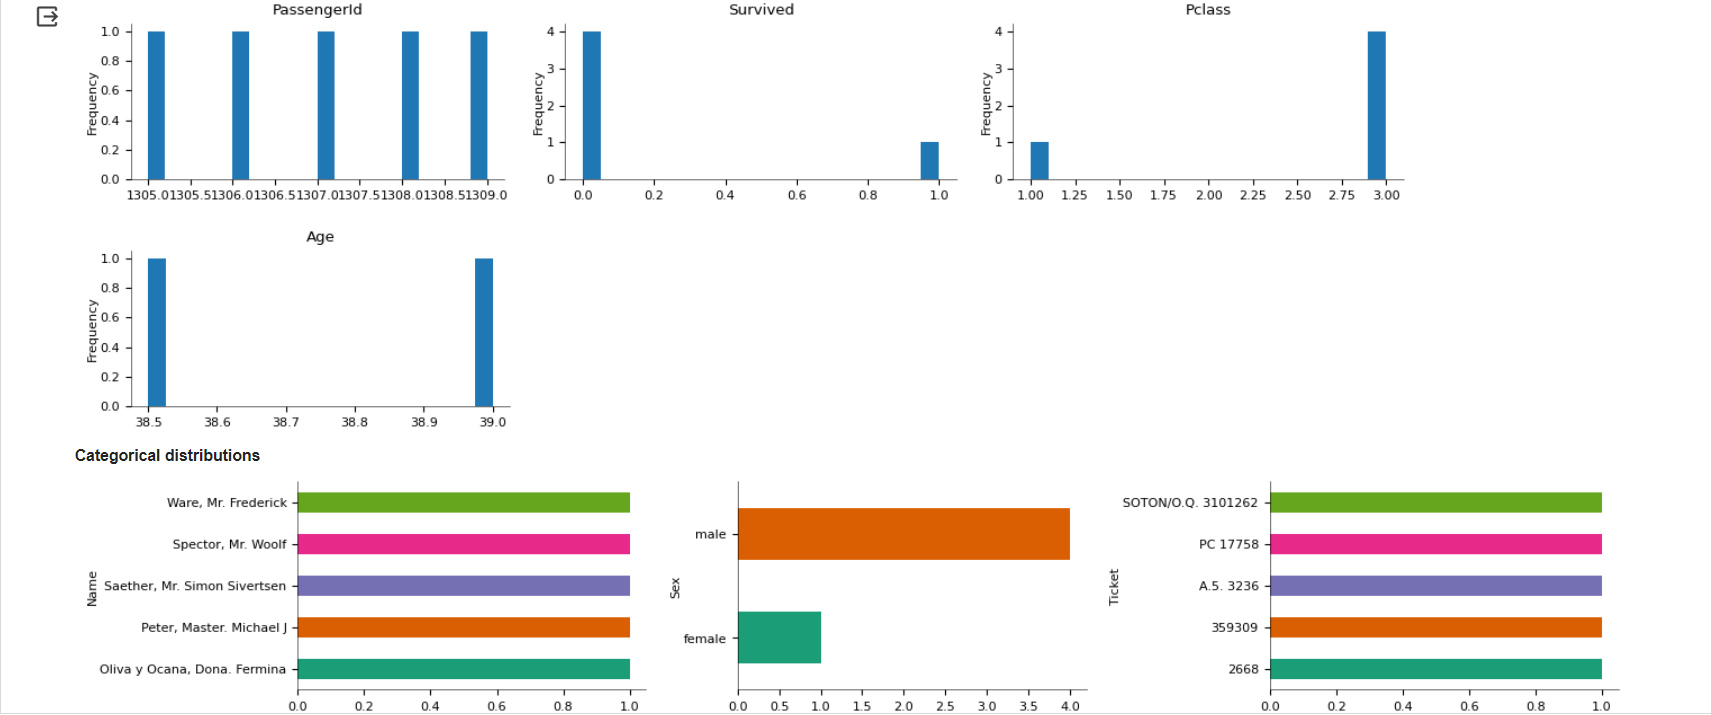 PassengerId
Frequency
1.0
0.8
0.6
0.4
0.2
0.0
1305.01305.51306.01306.51307.01307.51308.01308.51309.0
Survived
Frequency
4
3
2
1
0
0.0 0.2 0.4 0.6 0.8 1.0
Pclass
Frequency
4
3
2
1
0
1.00 1.25 1.50 1.75 2.00 2.25 2.50 2.75 3.00
Age
Frequency
1.0
0.8
0.6
0.4
0.2
0.0
38.5 38.6 38.7 38.8 38.9 39.0
Categorical distributions
Name
Ware, Mr. Frederick
Spector, Mr. Woolf
Saether, Mr. Simon Sivertsen
Peter, Master. Michael J
Oliva y Ocana, Dona. Fermina
0.0 0.2 0.4 0.6 0.8 1.0
Sex
male
female
0.0 0.5 1.0 1.5 2.0 2.5 3.0 3.5 4.0
Ticket
SOTON/O.Q. 3101262
PC 17758
A.5. 3236
359309
2668
0.0 0.2 0.4 0.6 0.8 1.0